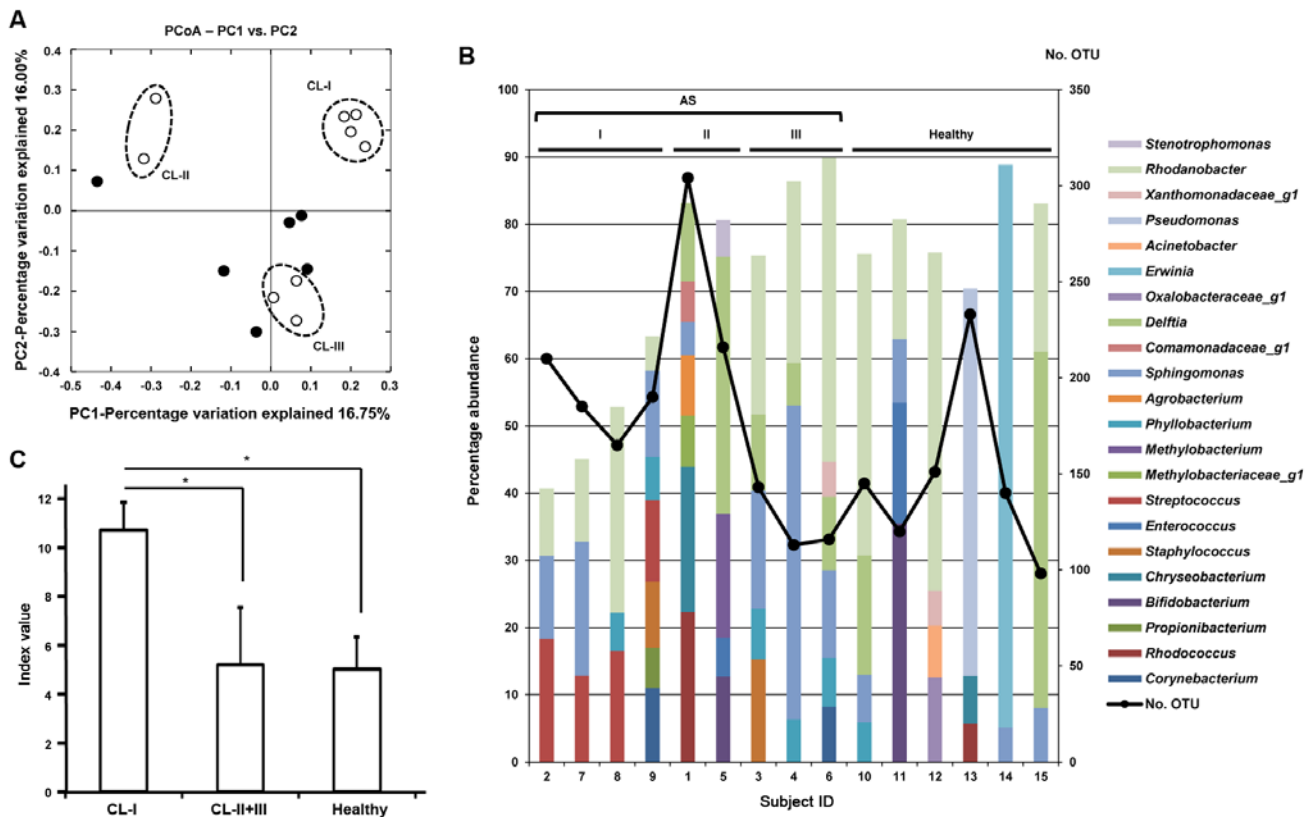 A
PCoA – PC1 vs. PC2
PC2-Percentage variation explained 16.00%
0.4
0.3
0.2
0.1
0.0
-0.1
-0.2
-0.3
-0.4
CL-I
CL-II
CL-III
-0.5 -0.4 -0.3 -0.2 -0.1 0.0 0.1 0.2 0.3
PC1-Percentage variation explained 16.75%
B
No. OTU
Percentage abundance
100
90
80
70
60
50
40
30
20
10
0
AS
I II III Healthy
350
300
250
200
150
100
50
0
2 7 8 9 1 5 3 4 6 10 11 12 13 14 15
Subject ID
Stenotrophomonas
Rhodanobacter
Xanthomonadaceae_g1
Pseudomonas
Acinetobacter
Erwinia
Oxalobacteraceae_g1
Delftia
Comamonadaceae_g1
Sphingomonas
Agrobacterium
Phyllobacterium
Methylobacterium
Methylobacteriaceae_g1
Streptococcus
Enterococcus
Staphylococcus
Chryseobacterium
Bifidobacterium
Propionibacterium
Rhodococcus
Corynebacterium
No. OTU
C
Index value
12
10
8
6
4
2
0
*
*
CL-I CL-II+III Healthy